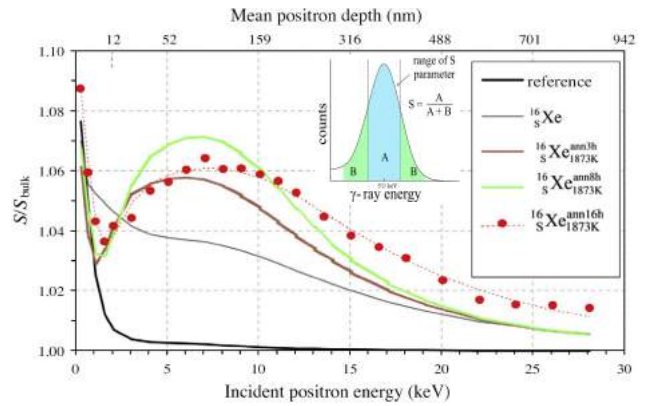 Mean positron depth (nm)
12 52 159 316 488 701 942
1.10
1.08
1.06
1.04
1.02
1.00
S/Sbulk
0 5 10 15 20 25 30
Incident positron energy (keV)
counts
range of S
parameter
S = A / A + B
B A B
γ-ray energy
reference
16 S Xe
16 S Xe ann3h 1873K
16 S Xe ann8h 1873K
16 S Xe ann16h 1873K